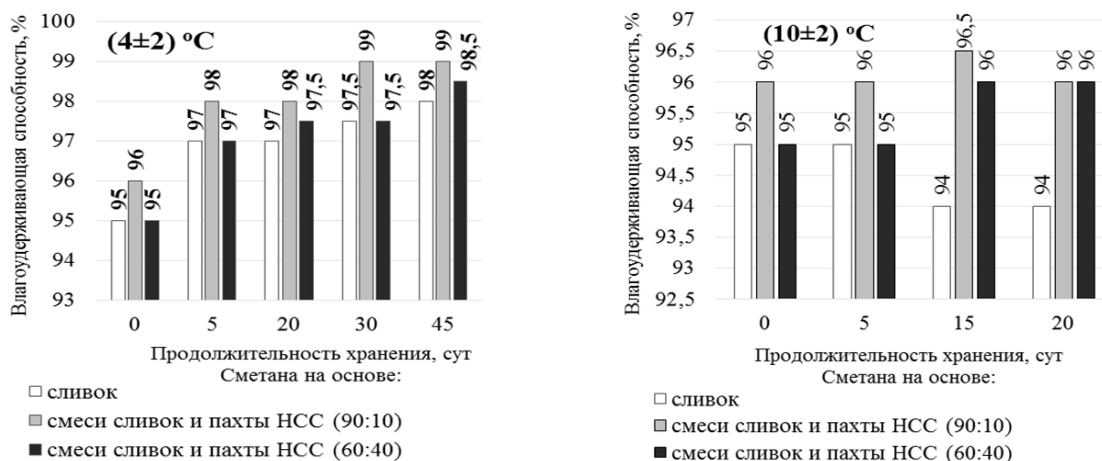 (4±2) ºС
Влагоудерживающая способность, %
100
99
98
97
96
95
94
93
95
96
95
97
98
97
97
98
97,5
97,5
99
97,5
98
99
98,5
0 5 20 30 45
Продолжительность хранения, сут
Сметана на основе:
сливок
смеси сливок и пахты НСС (90:10)
смеси сливок и пахты НСС (60:40)
(10±2) ºС
Влагоудерживающая способность, %
97
96,5
96
95,5
95
94,5
94
93,5
93
92,5
95
96
95
95
96
95
94
96,5
96
94
96
96
0 5 15 20
Продолжительность хранения, сут
Сметана на основе:
сливок
смеси сливок и пахты НСС (90:10)
смеси сливок и пахты НСС (60:40)